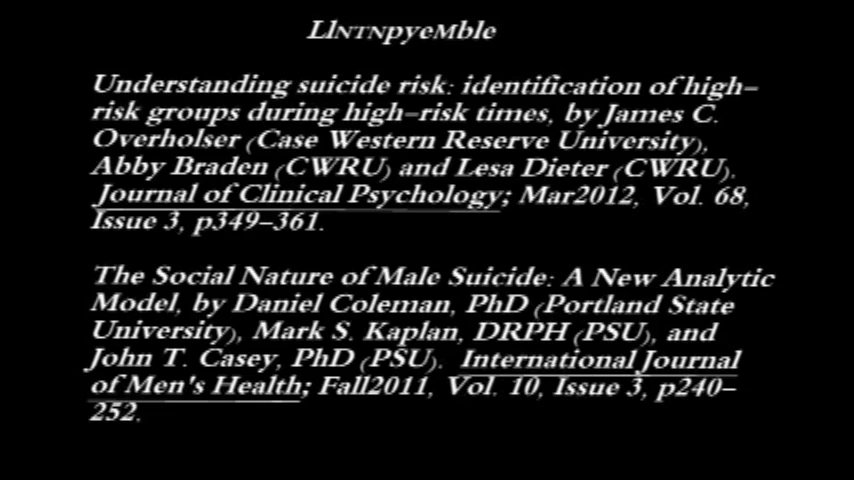 Understanding suicide risk: identification of high-
risk groups during high-risk times, by James C.
Overholser (Case Western Reserve University),
Abby Braden (CWRU) and Lesa Dieter (CWRU).
Journal of Clinical Psychology; Mar2012, Vol. 68,
Issue 3, p349-361.
The Social Nature of Male Suicide: A New Analytic
Model, by Daniel Coleman, PhD (Portland State
University), Mark S. Kaplan, DRPH (PSU), and
John T. Casey, PhD (PSU). International Journal
of Men's Health; Fall2011, Vol. 10, Issue 3, p240-
252.